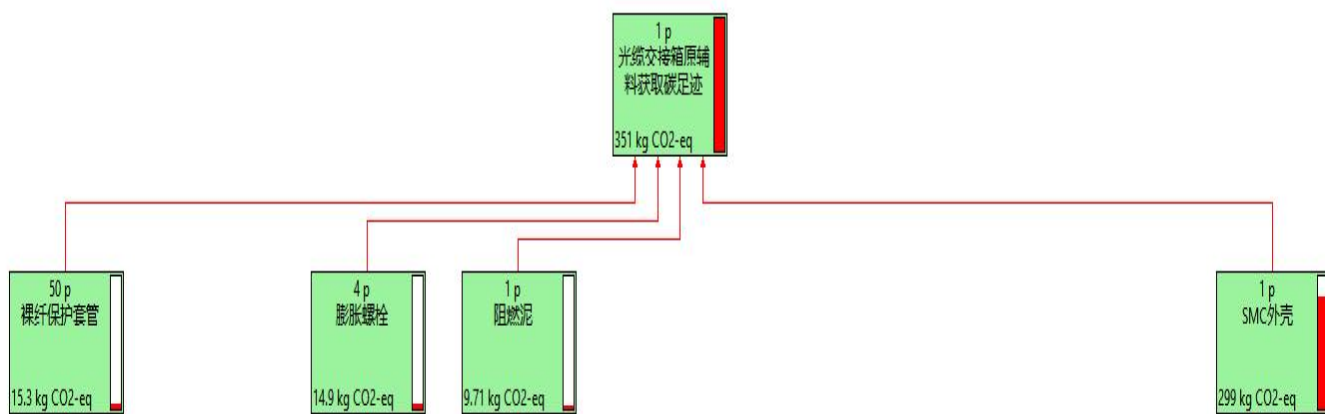 1 p
光缆交接箱原辅
料获取碳足迹
351 kg CO2-eq
50 p
裸纤保护套管
15.3 kg CO2-eq
4 p
膨胀螺栓
14.9 kg CO2-eq
1 p
阻燃泥
9.71 kg CO2-eq
1 p
SMC外壳
299 kg CO2-eq